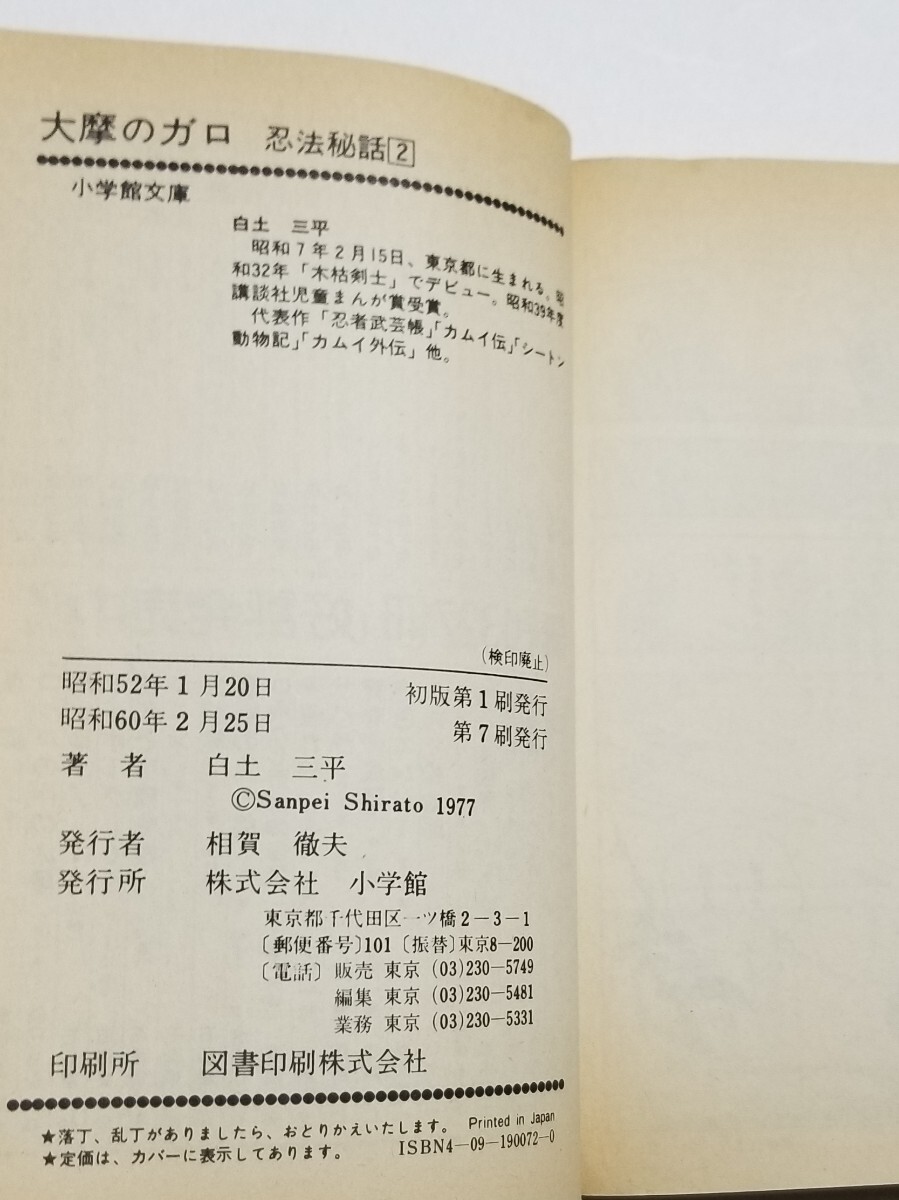 大摩のガロ 忍法秘話2
小学館文庫
白土 三平
昭和7年2月15日、東京都に生まれる。昭
和32年「木枯剣士」でデビュー。昭和39年度
講談社児童まんが賞受賞。
代表作「忍者武芸帳」「カムイ伝」「シートン
動物記」「カムイ外伝」他。
(検印廃止)
昭和52年1月20日 初版第1刷発行
昭和60年2月25日 第7刷発行
著者 白土 三平
©Sanpei Shirato 1977
発行者 相賀 徹夫
発行所 株式会社 小学館
東京都千代田区一ツ橋2-3-1
〔郵便番号〕101〔振替〕東京8-200
〔電話〕販売 東京 (03)230-5749
編集 東京 (03)230-5481
業務 東京 (03)230-5331
印刷所 図書印刷株式会社
★落丁、乱丁がありましたら、おとりかえいたします。 Printed in Japan
★定価は、カバーに表示してあります。 ISBN4-09-190072-0